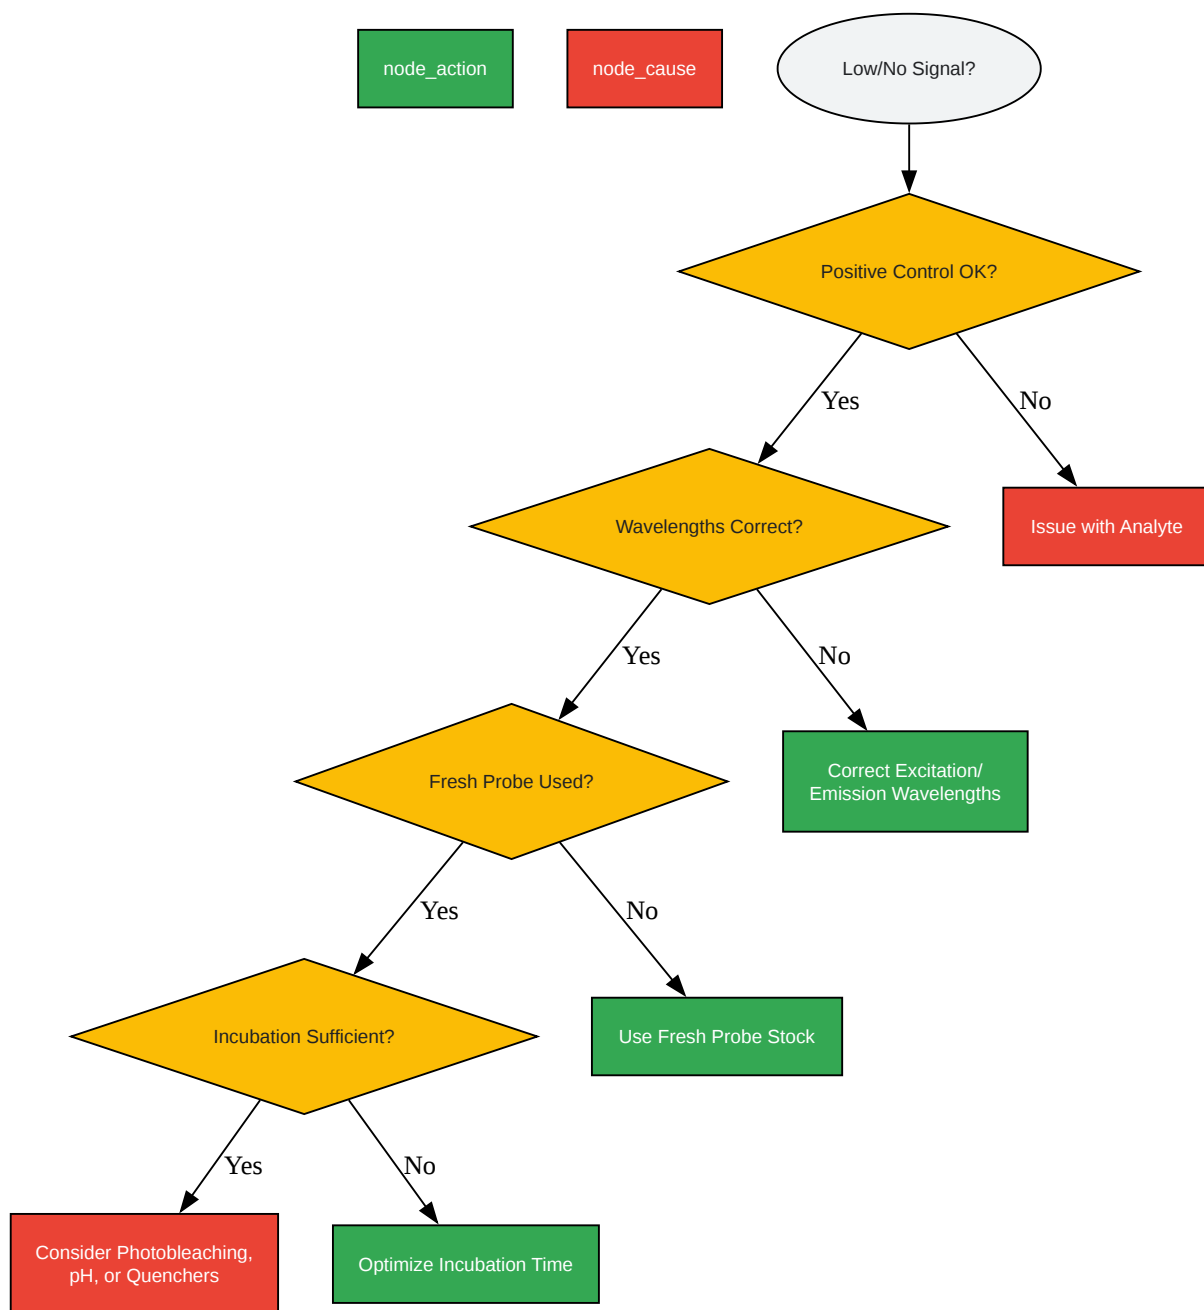 node_action
node_cause
Low/No Signal?
Positive Control OK?
Yes
No
Wavelengths Correct?
Issue with Analyte
Yes
No
Fresh Probe Used?
Correct Excitation/
Emission Wavelengths
Yes
No
Incubation Sufficient?
Use Fresh Probe Stock
Yes
No
Consider Photobleaching,
pH, or Quenchers
Optimize Incubation Time